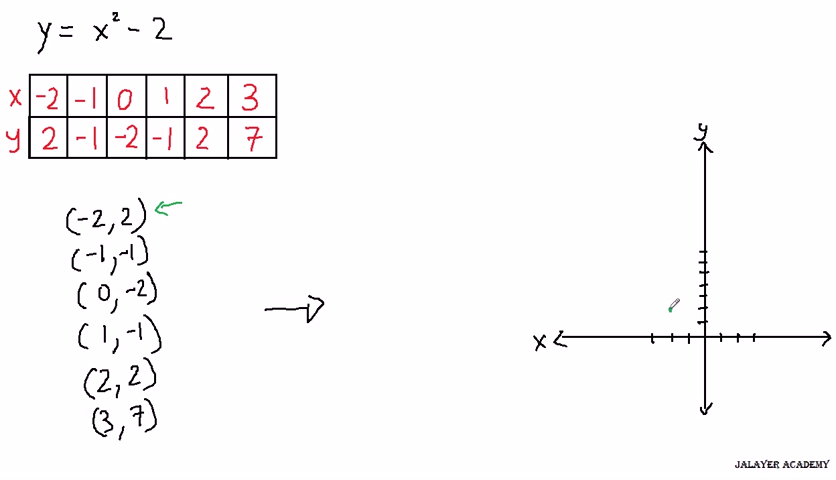 y = x² - 2
x -2 -1 0 1 2 3
y 2 -1 -2 -1 2 7
(-2, 2)
(-1, -1)
(0, -2)
(1, -1)
(2, 2)
(3, 7)
y
x
JALAYER ACADEMY